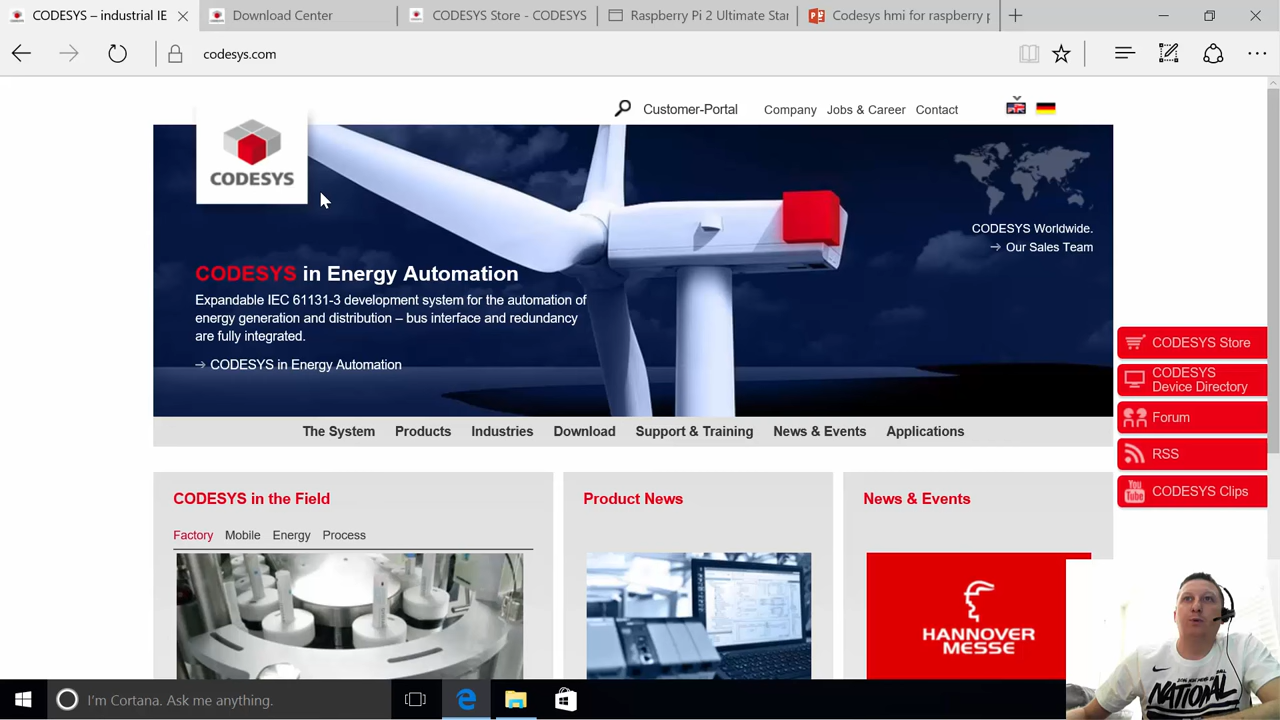 CODESYS – industrial IE
Download Center
CODESYS Store - CODESYS
Raspberry Pi 2 Ultimate Star
Codesys hmi for raspberry p
codesys.com
Customer-Portal
Company
Jobs & Career
Contact
CODESYS
CODESYS Worldwide.
Our Sales Team
CODESYS in Energy Automation
Expandable IEC 61131-3 development system for the automation of
energy generation and distribution – bus interface and redundancy
are fully integrated.
CODESYS in Energy Automation
CODESYS Store
CODESYS
Device Directory
Forum
RSS
You
Tube
CODESYS Clips
The System
Products
Industries
Download
Support & Training
News & Events
Applications
CODESYS in the Field
Product News
News & Events
Factory
Mobile
Energy
Process
HANNOVER
MESSE
NATIONAL
I'm Cortana. Ask me anything.